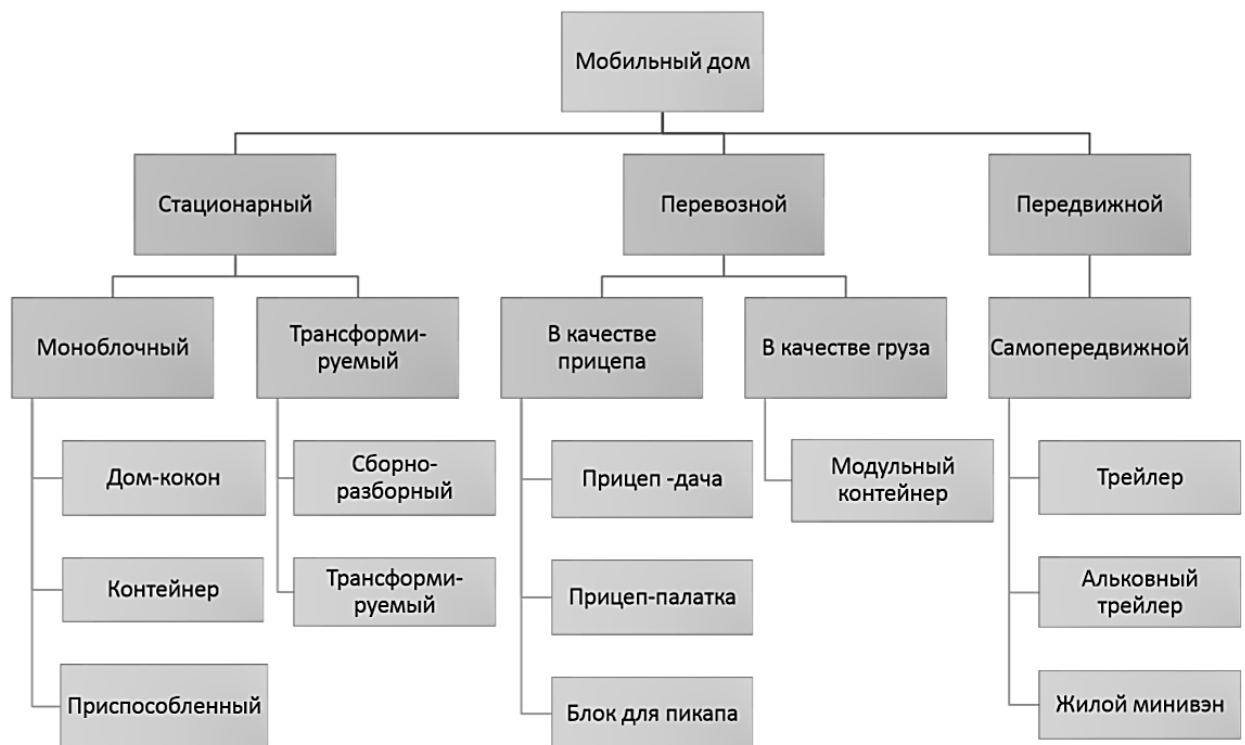 Мобильный дом
Стационарный
Перевозной
Передвижной
Моноблочный
Трансформи-
руемый
В качестве
прицепа
В качестве груза
Самопередвижной
Дом-кокон
Контейнер
Приспособленный
Сборно-
разборный
Трансформи-
руемый
Прицеп -дача
Прицеп-палатка
Блок для пикапа
Модульный
контейнер
Трейлер
Альковный
трейлер
Жилой минивэн